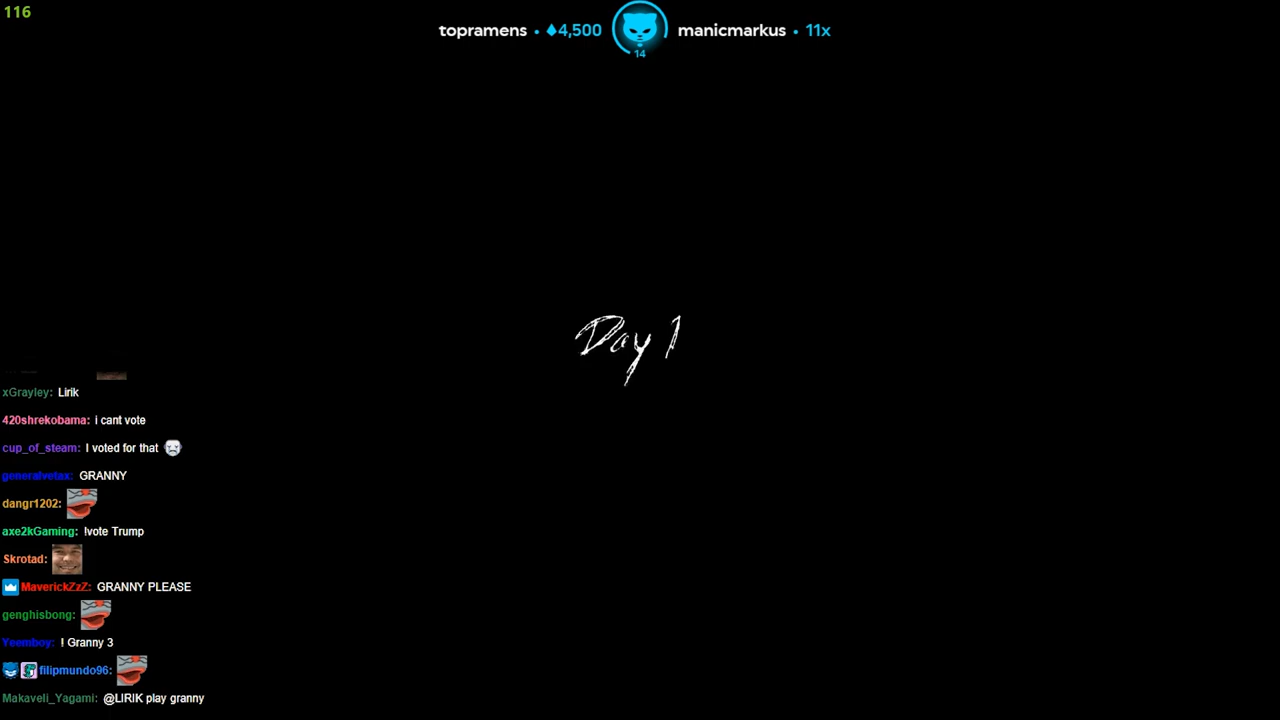 116
topramens • 4,500 manicmarkus • 11x
14
Day 1
xGrayley: Lirik
420shrekobama: i cant vote
cup_of_steam: I voted for that
generalvetax: GRANNY
dangr1202:
axe2kGaming: !vote Trump
Skrotad:
MaverickZzZ: GRANNY PLEASE
genghisbong:
Yeemboy: ! Granny 3
filipmundo96:
Makaveli_Yagami: @LIRIK play granny